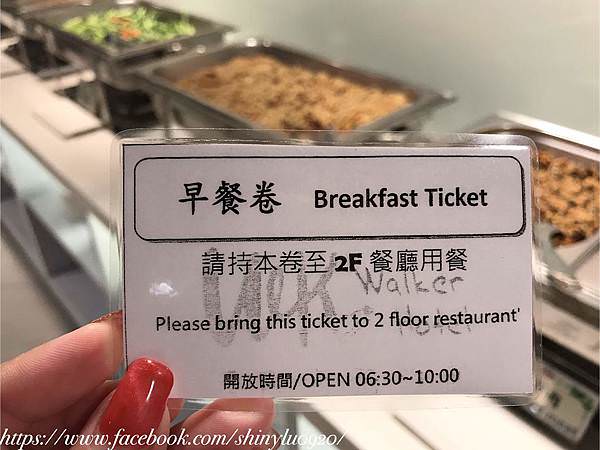 早餐卷 Breakfast Ticket
請持本卷至 2F 餐廳用餐
WK Walker Hotel
Please bring this ticket to 2 floor restaurant'
開放時間/OPEN 06:30~10:00
https://www.facebook.com/shinyluo920/